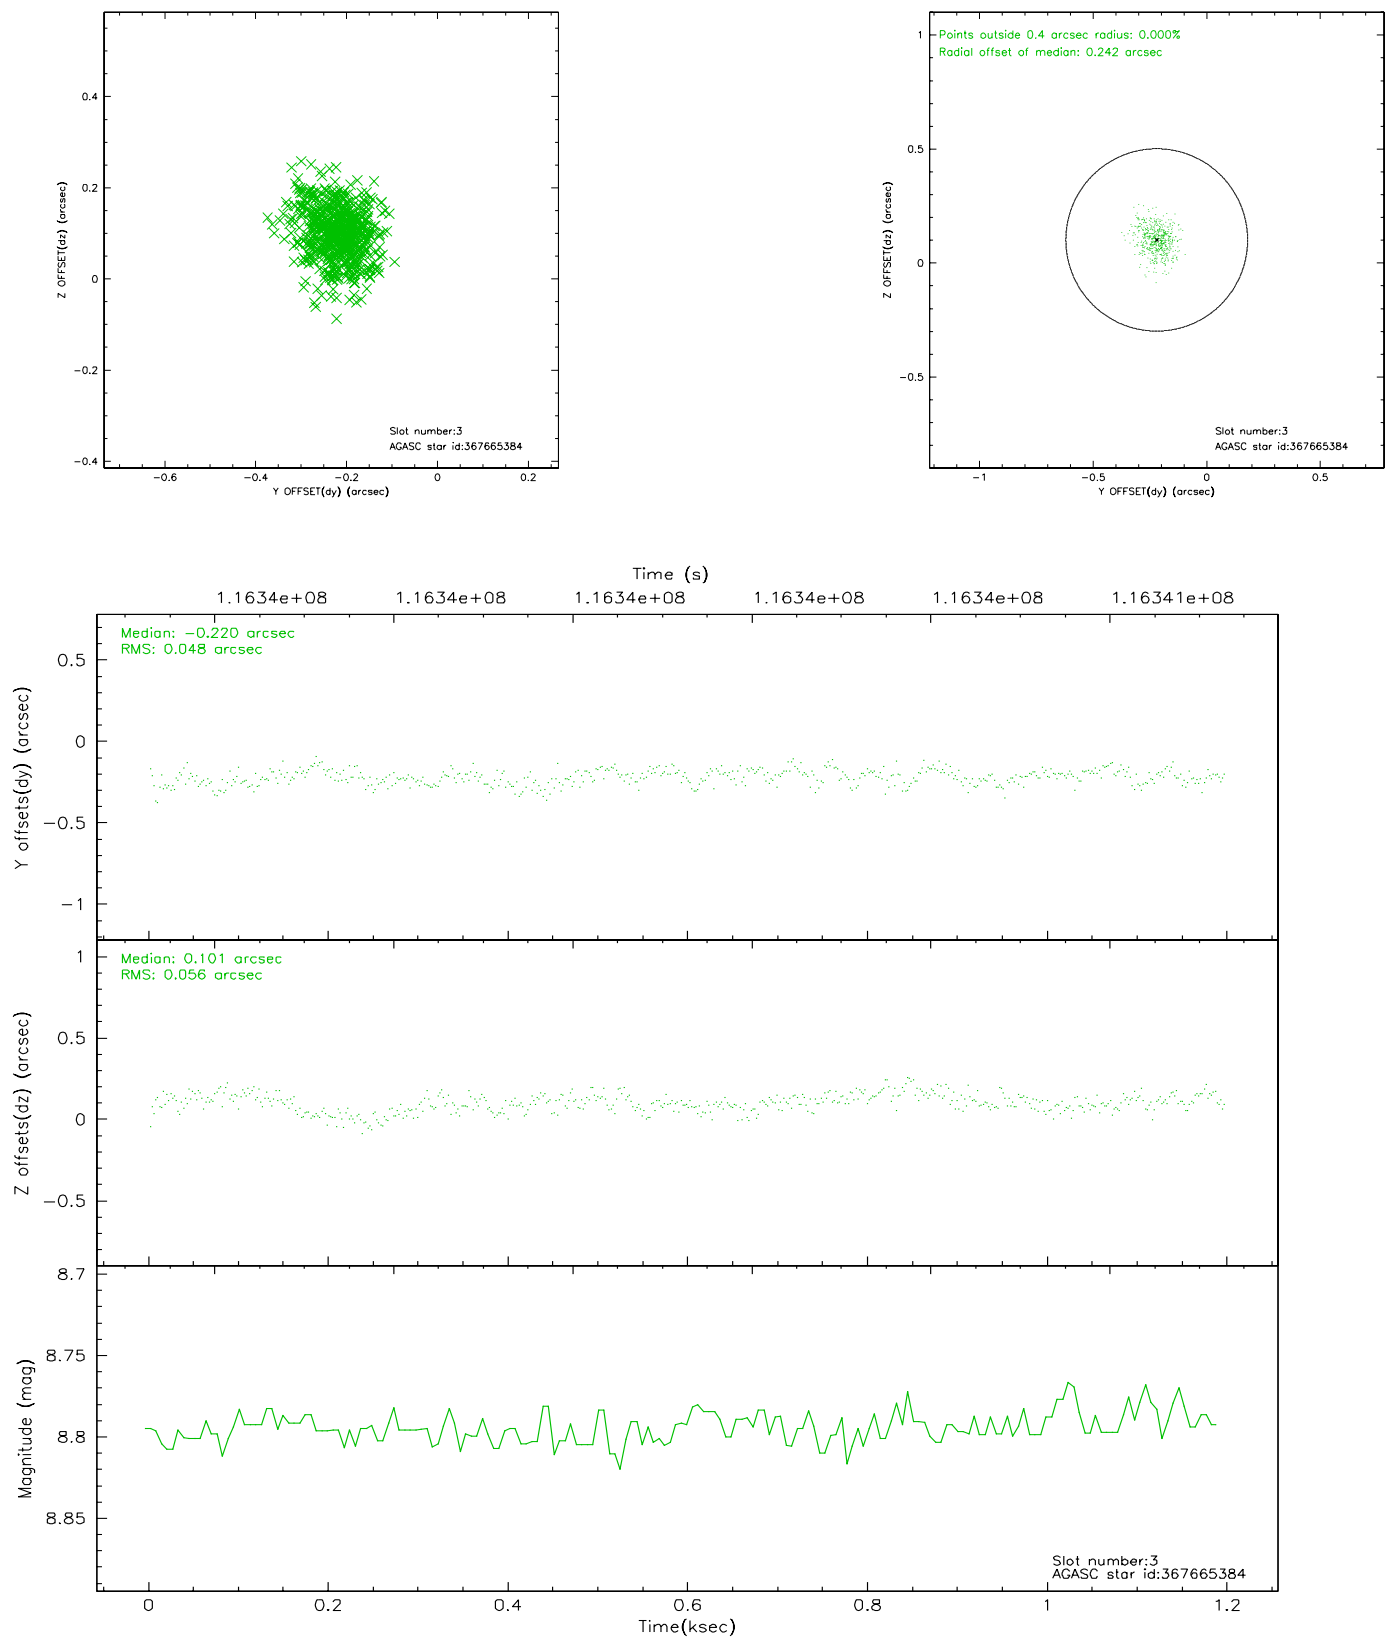 0.4
0.2
0
−0.2
−0.4
Z OFFSET(dz) (arcsec)
−0.6
−0.4
−0.2
0
0.2
Y OFFSET(dy) (arcsec)
Slot number:3
AGASC star id:367665384
Points outside 0.4 arcsec radius: 0.000%
Radial offset of median: 0.242 arcsec
1
0.5
0
−0.5
Z OFFSET(dz) (arcsec)
−1
−0.5
0
0.5
Y OFFSET(dy) (arcsec)
Slot number:3
AGASC star id:367665384
Time (s)
1.1634e+08
1.1634e+08
1.1634e+08
1.1634e+08
1.1634e+08
1.16341e+08
Median: −0.220 arcsec
RMS: 0.048 arcsec
0.5
0
−0.5
−1
Y offsets(dy) (arcsec)
Median: 0.101 arcsec
RMS: 0.056 arcsec
1
0.5
0
−0.5
Z offsets(dz) (arcsec)
8.7
8.75
8.8
8.85
Magnitude (mag)
Slot number:3
AGASC star id:367665384
0
0.2
0.4
0.6
0.8
1
1.2
Time(ksec)